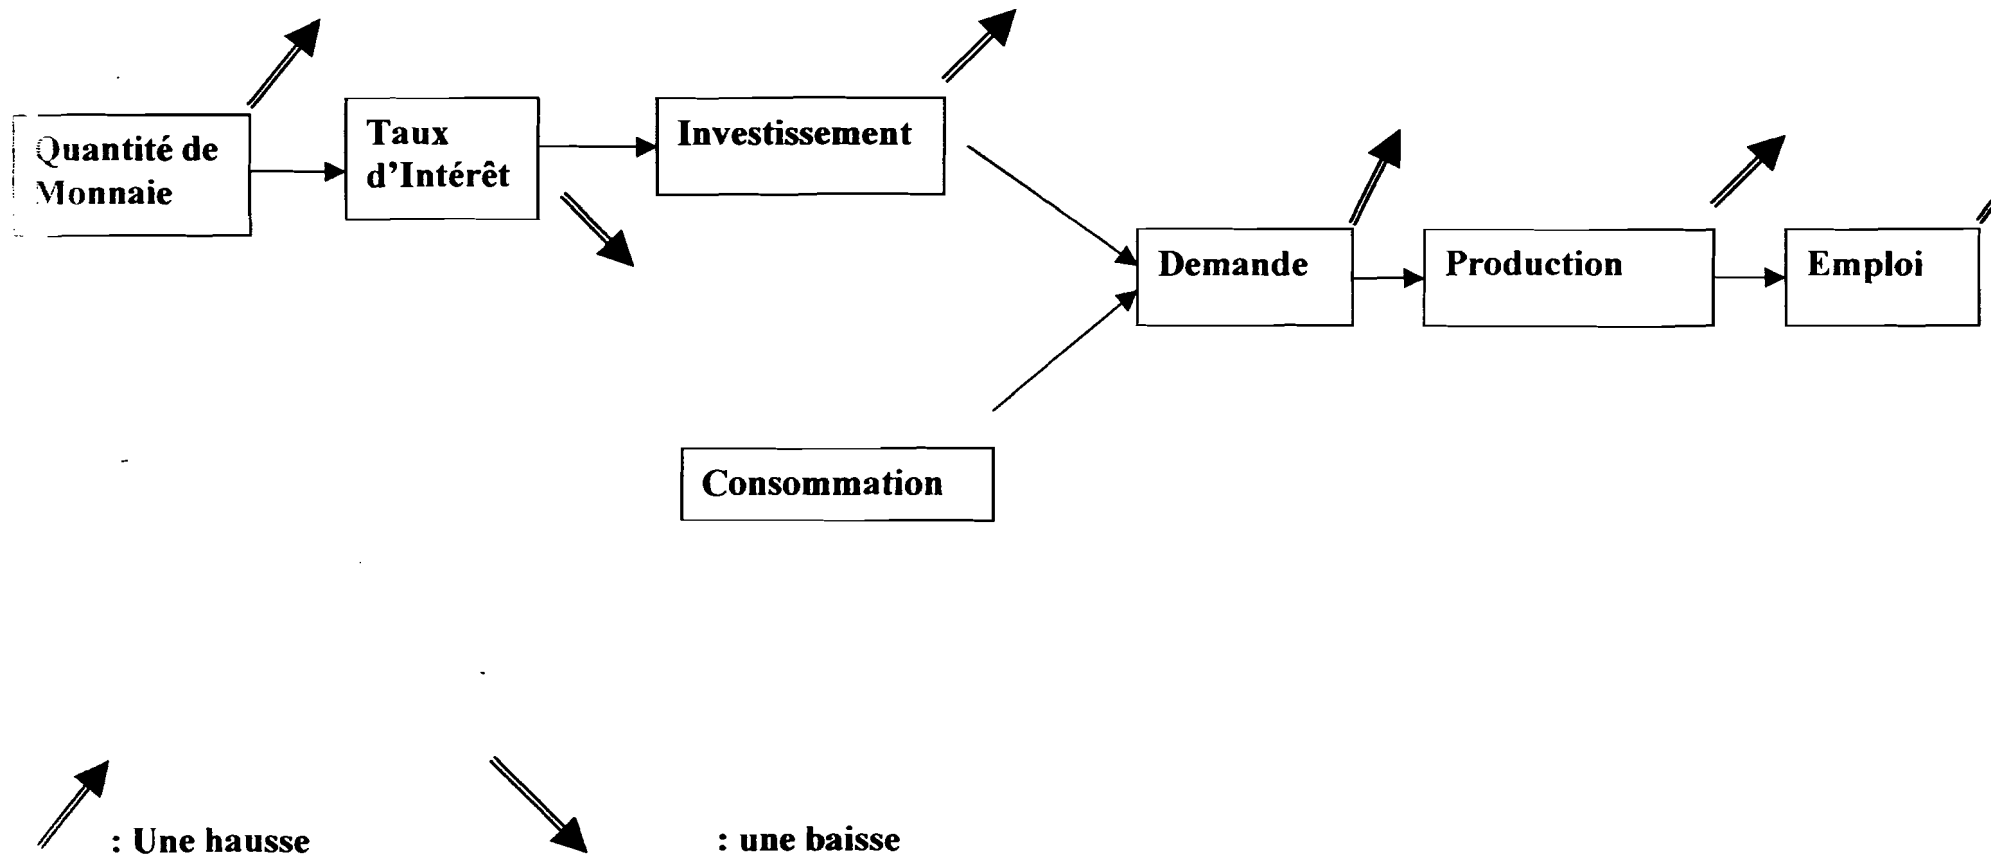 Quantité de
Monnaie
Taux
d'Intérêt
Investissement
Demande
Production
Emploi
Consommation
: Une hausse
: une baisse